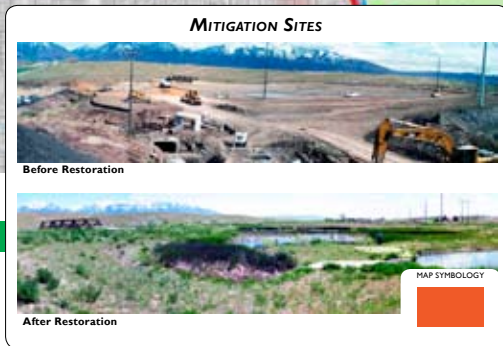 MITIGATION SITES
Before Restoration
After Restoration
MAP SYMBOLOGY